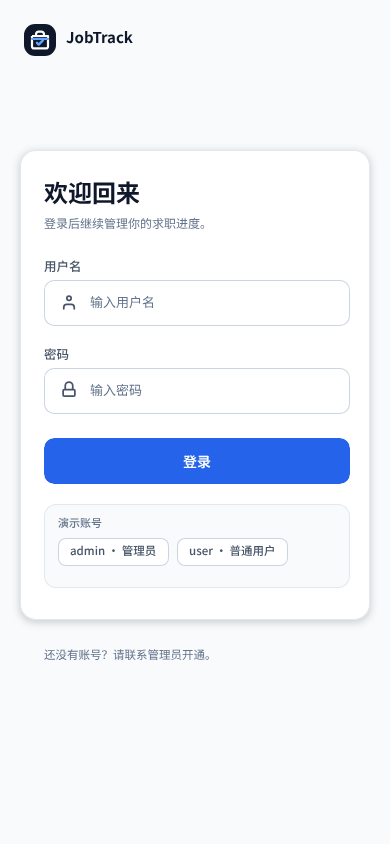 JobTrack
欢迎回来
登录后继续管理你的求职进度。
用户名
输入用户名
密码
输入密码
登录
演示账号
admin · 管理员
user · 普通用户
还没有账号？请联系管理员开通。